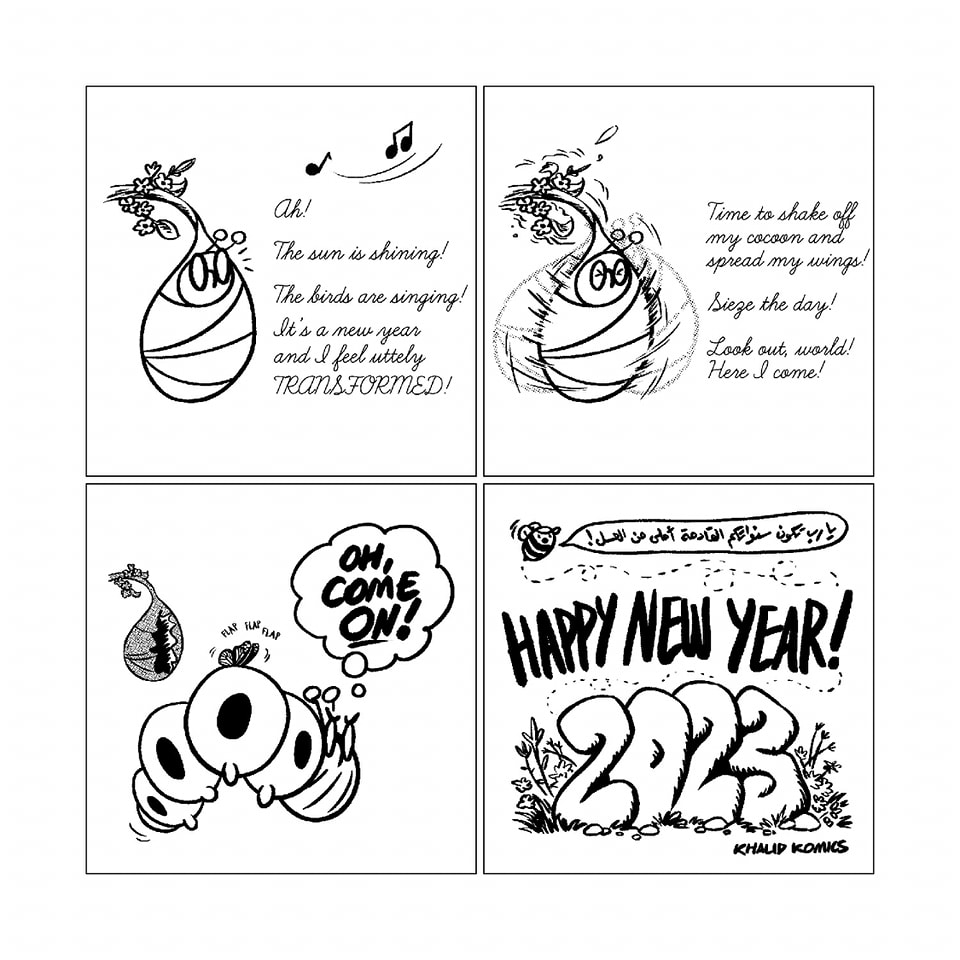 Ah!
The sun is shining!
The birds are singing!
It's a new year
and I feel uttely
TRANSFORMED!
Time to shake off
my cocoon and
spread my wings!
Sieze the day!
Look out, world!
Here I come!
OH,
COME
ON!
FLAP FLAP FLAP
يا رب تكون سنواتكم القادمة أحلى من العسل!
HAPPY NEW YEAR!
2023
KHALID KOMICS